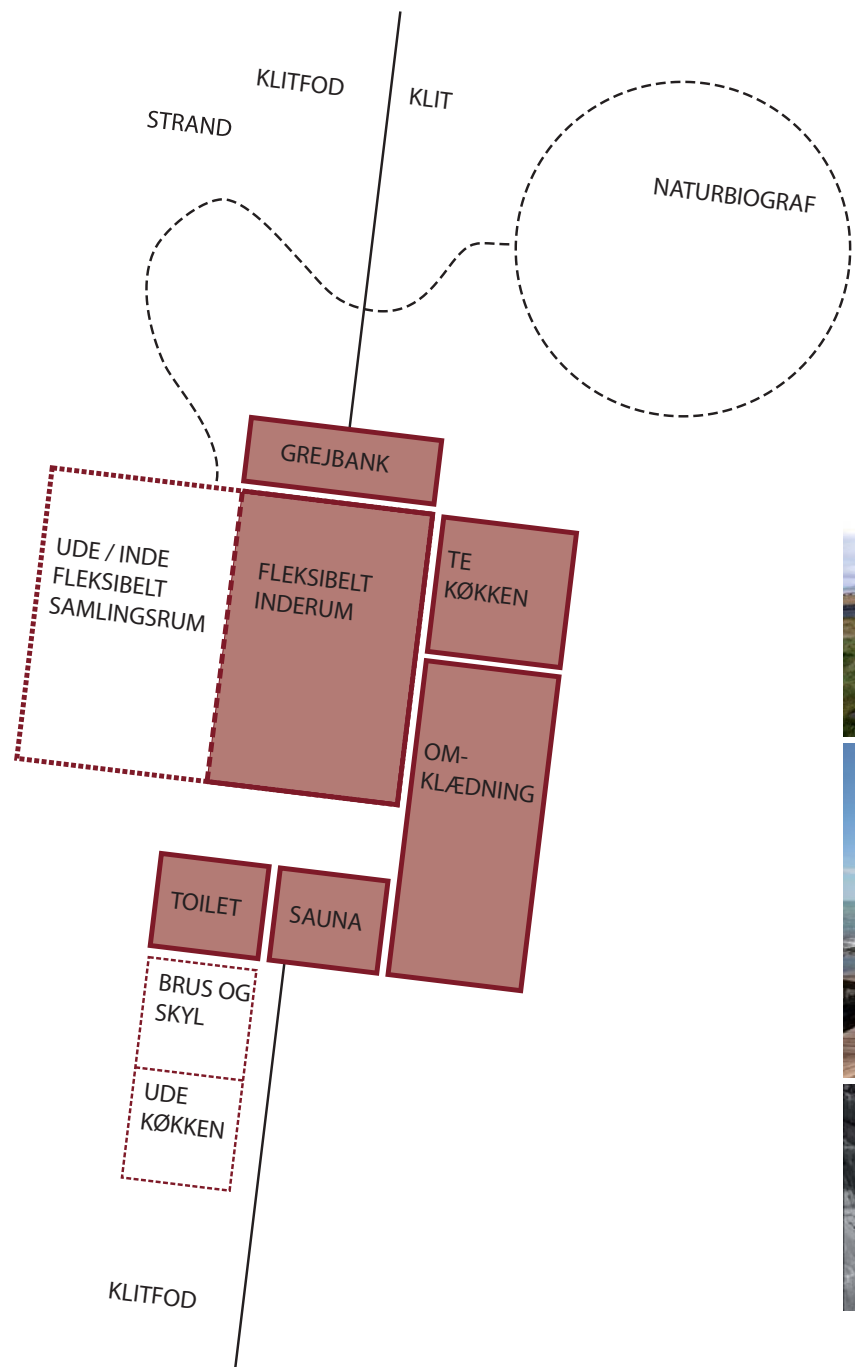 KLITFOD
KLIT
STRAND
NATURBIOGRAF
GREJBANK
UDE / INDE
FLEKSIBELT
SAMLINGSRUM
FLEKSIBELT
INDERUM
TE
KØKKEN
OM-
KLÆDNING
TOILET
SAUNA
BRUS OG
SKYL
UDE
KØKKEN
KLITFOD